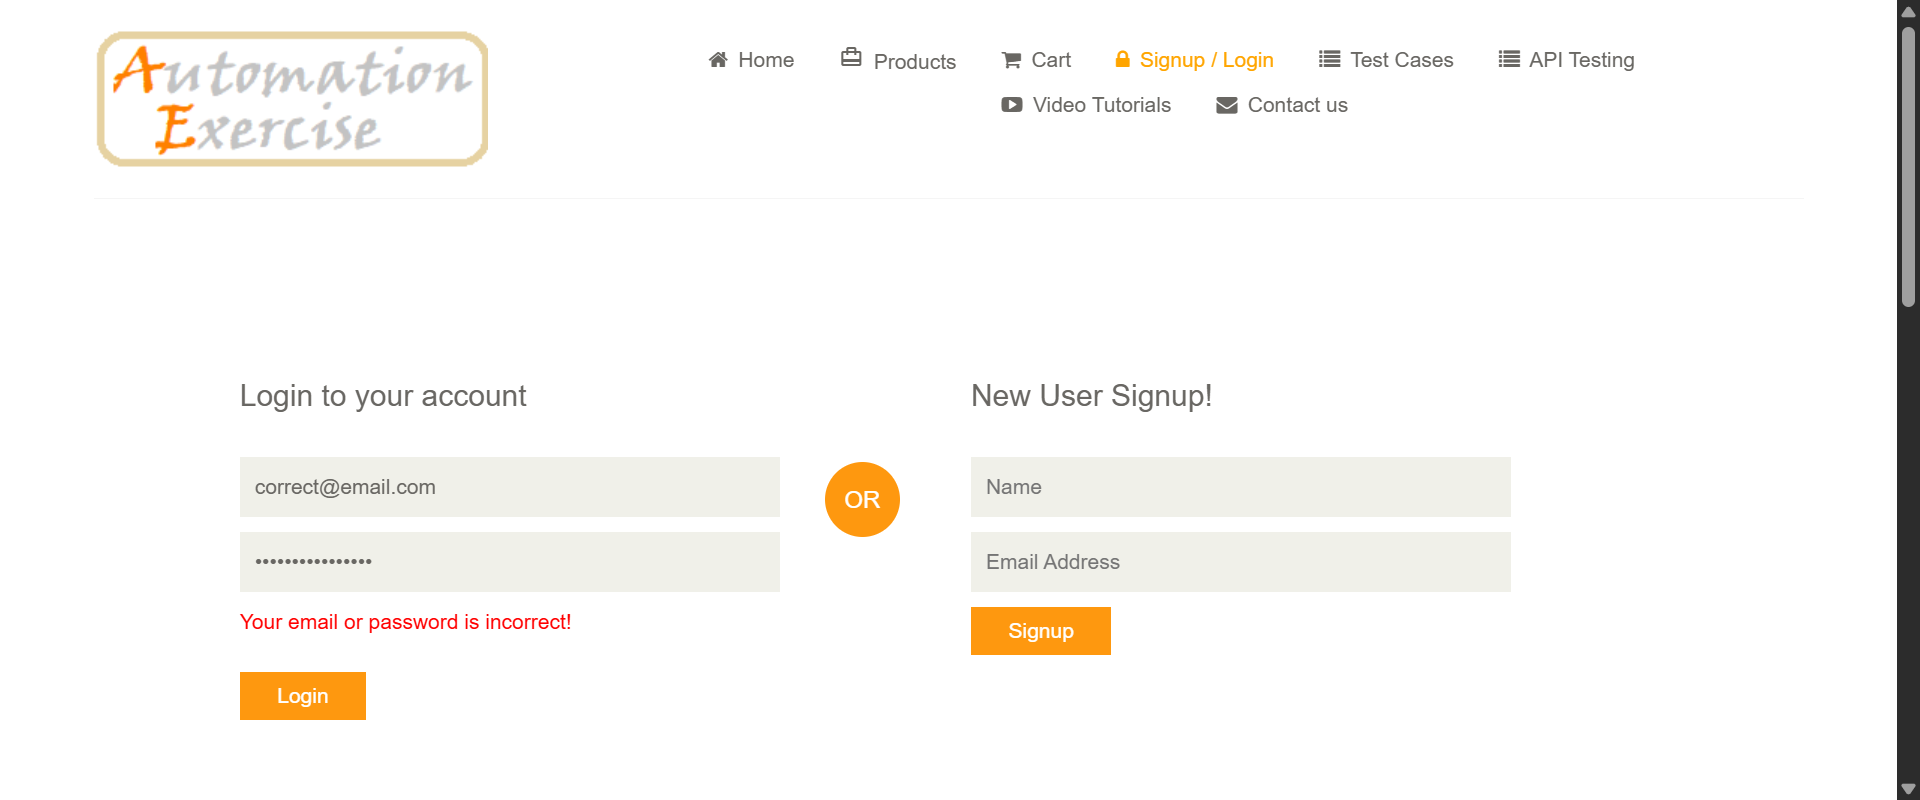 Automation
Exercise
Home
Products
Cart
Signup / Login
Test Cases
API Testing
Video Tutorials
Contact us
Login to your account
correct@email.com
••••••••••••••••
Your email or password is incorrect!
Login
OR
New User Signup!
Name
Email Address
Signup